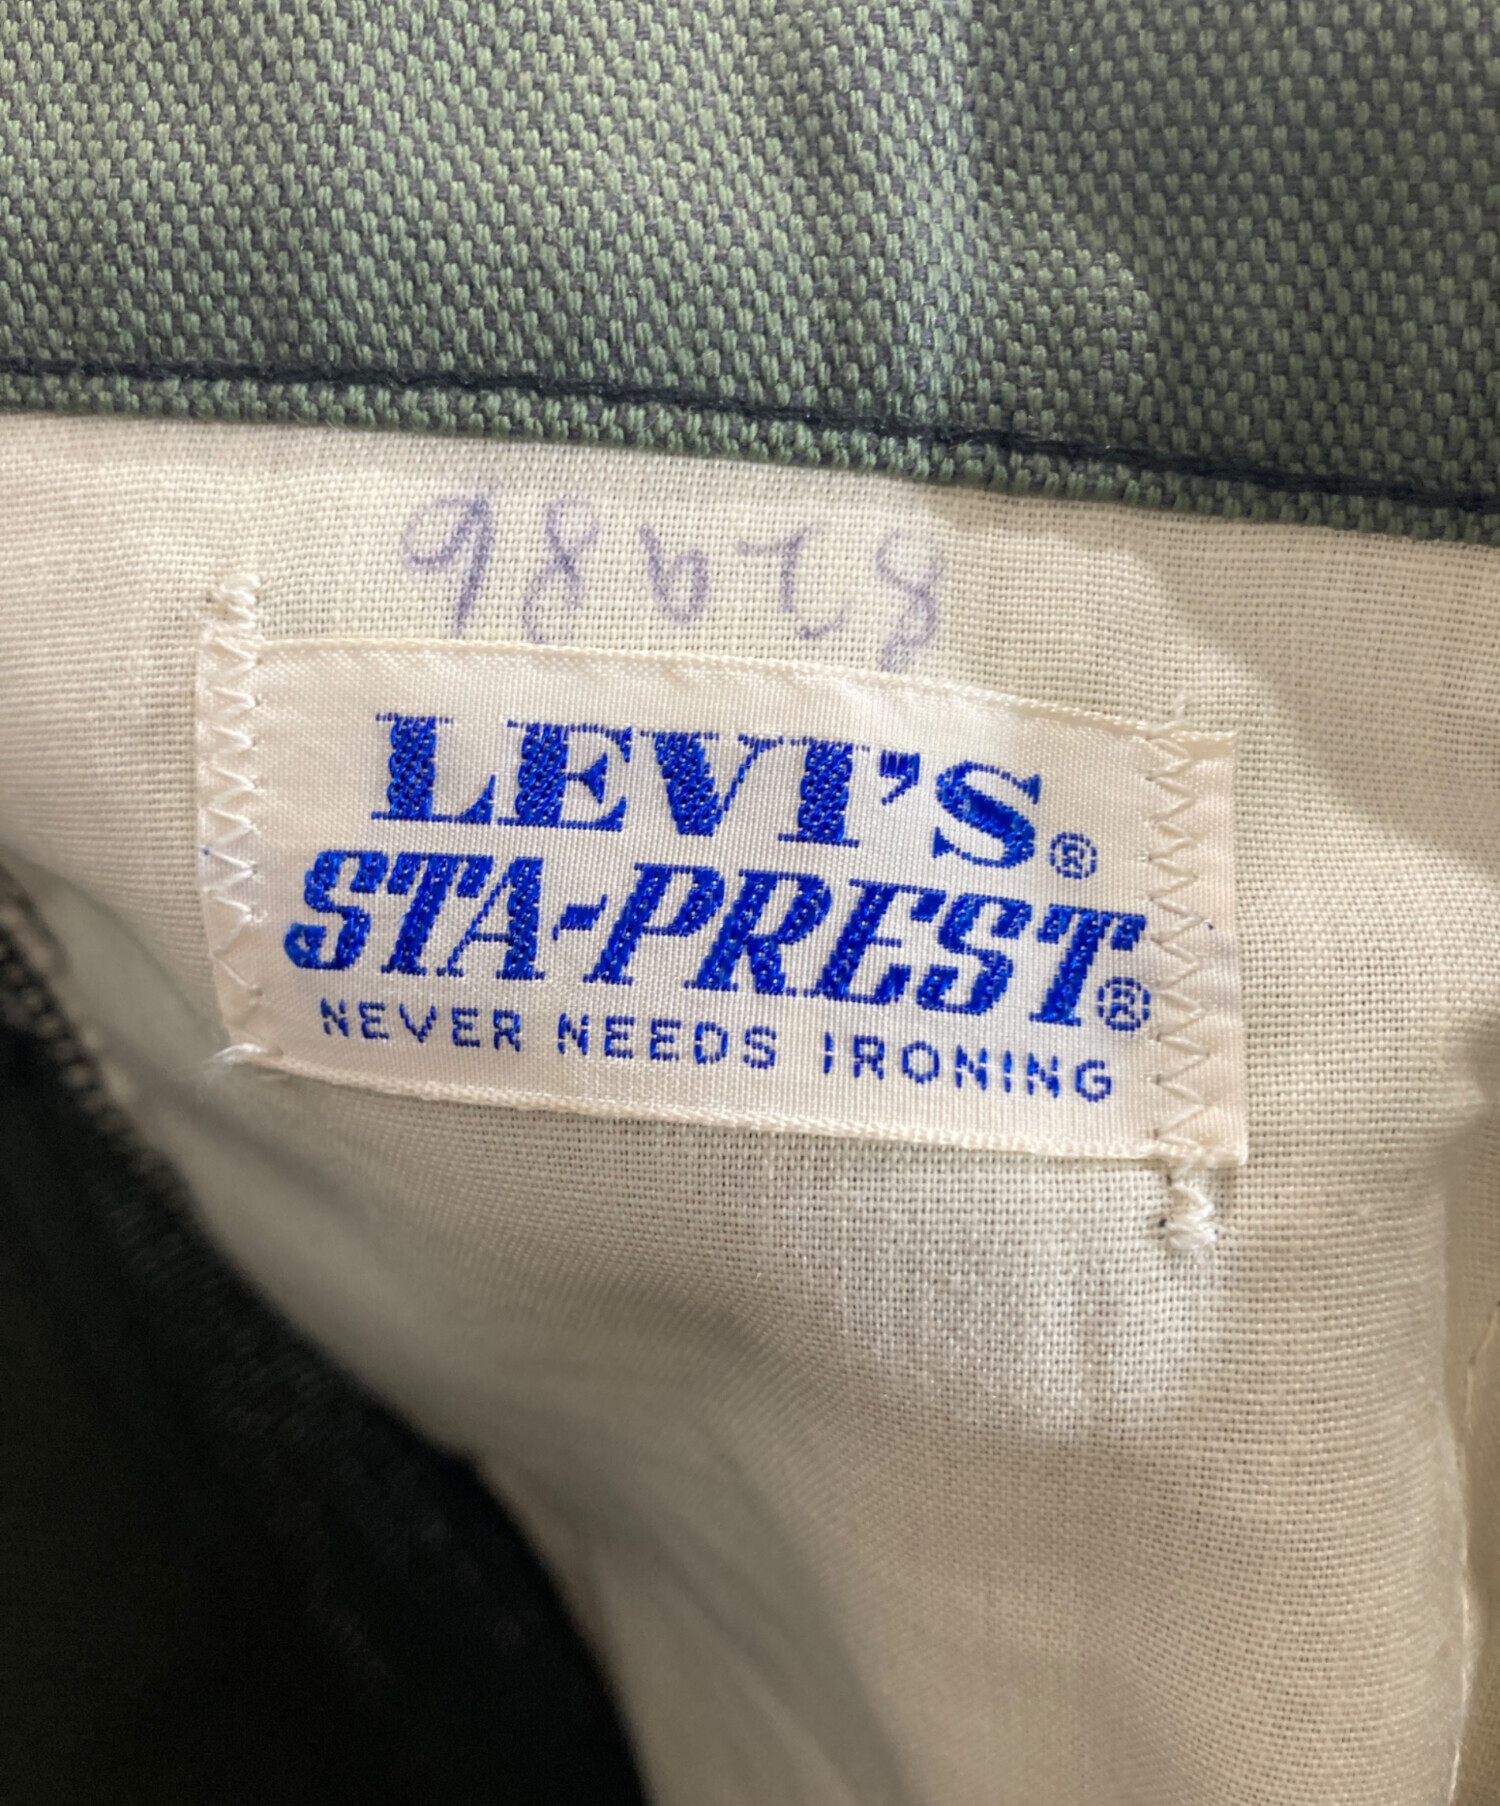 LEVI'S®
STA-PREST®
NEVER NEEDS IRONING